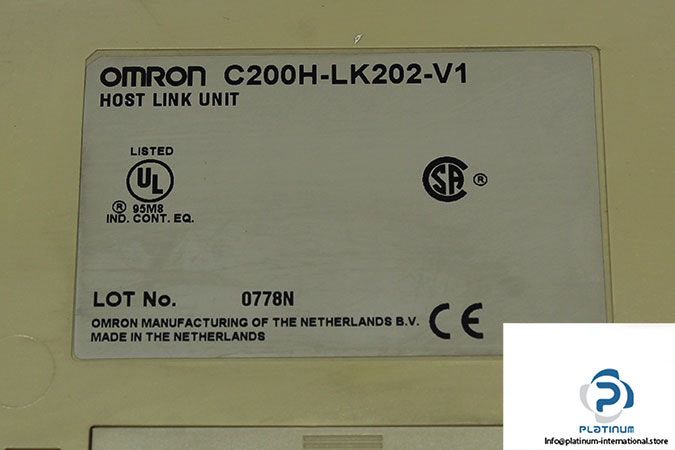 OMRON C200H-LK202-V1
HOST LINK UNIT
LISTED
UL
® 95M8
IND. CONT. EQ.
SA ®
LOT No. 0778N
OMRON MANUFACTURING OF THE NETHERLANDS B.V.
MADE IN THE NETHERLANDS
CE
PLATINUM
Info@platinum-international.store